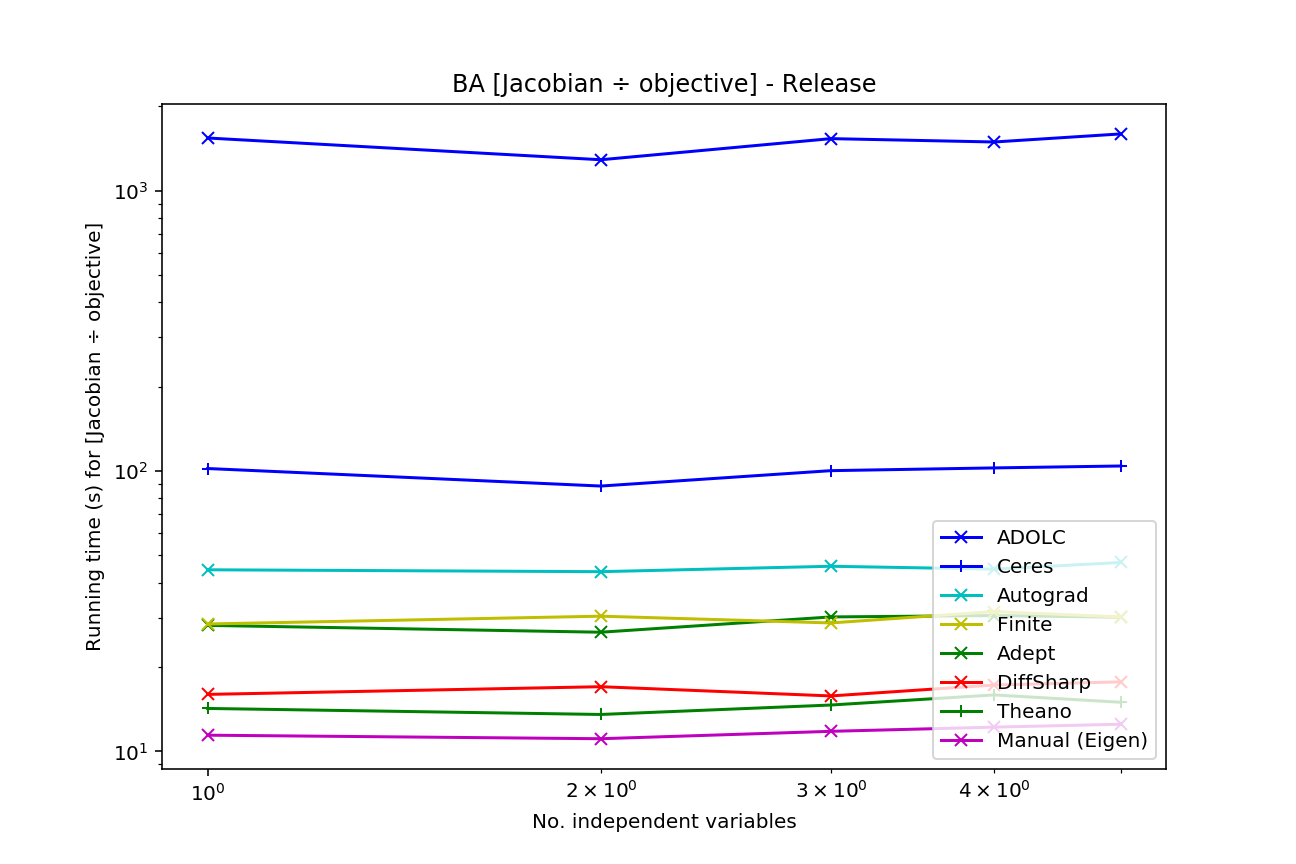 BA [Jacobian ÷ objective] - Release
Running time (s) for [Jacobian ÷ objective]
10³
10²
10¹
ADOLC
Ceres
Autograd
Finite
Adept
DiffSharp
Theano
Manual (Eigen)
10⁰
2 × 10⁰
3 × 10⁰
4 × 10⁰
No. independent variables